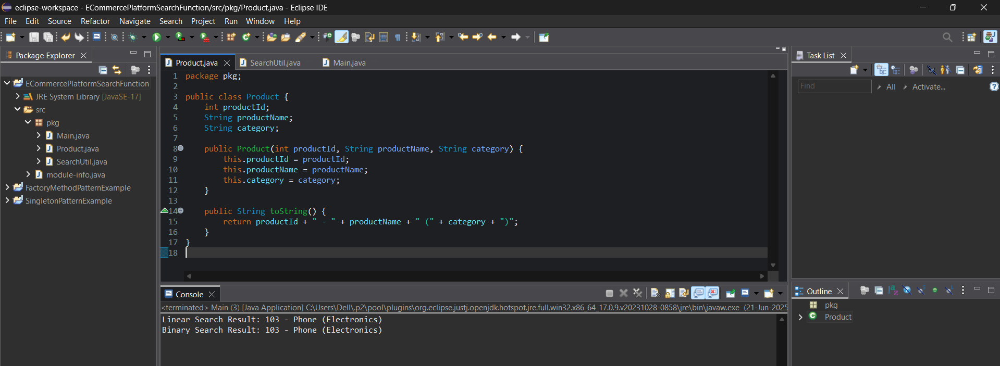 eclipse-workspace - ECommercePlatformSearchFunction/src/pkg/Product.java - Eclipse IDE
File Edit Source Refactor Navigate Search Project Run Window Help
Package Explorer
ECommercePlatformSearchFunction
JRE System Library [JavaSE-17]
src
pkg
Main.java
Product.java
SearchUtil.java
module-info.java
FactoryMethodPatternExample
SingletonPatternExample
Product.java SearchUtil.java Main.java
1 package pkg;
2
3 public class Product {
4     int productId;
5     String productName;
6     String category;
7
8     public Product(int productId, String productName, String category) {
9         this.productId = productId;
10         this.productName = productName;
11         this.category = category;
12     }
13
14     public String toString() {
15         return productId + " - " + productName + " (" + category + ")";
16     }
17 }
18
Console
<terminated> Main (3) [Java Application] C:\Users\Dell\.p2\pool\plugins\org.eclipse.justj.openjdk.hotspot.jre.full.win32.x86_64_17.0.9.v20231028-0858\jre\bin\javaw.exe (21-Jun-2025
Linear Search Result: 103 - Phone (Electronics)
Binary Search Result: 103 - Phone (Electronics)
Task List
Find All Activate...
Outline
pkg
Product